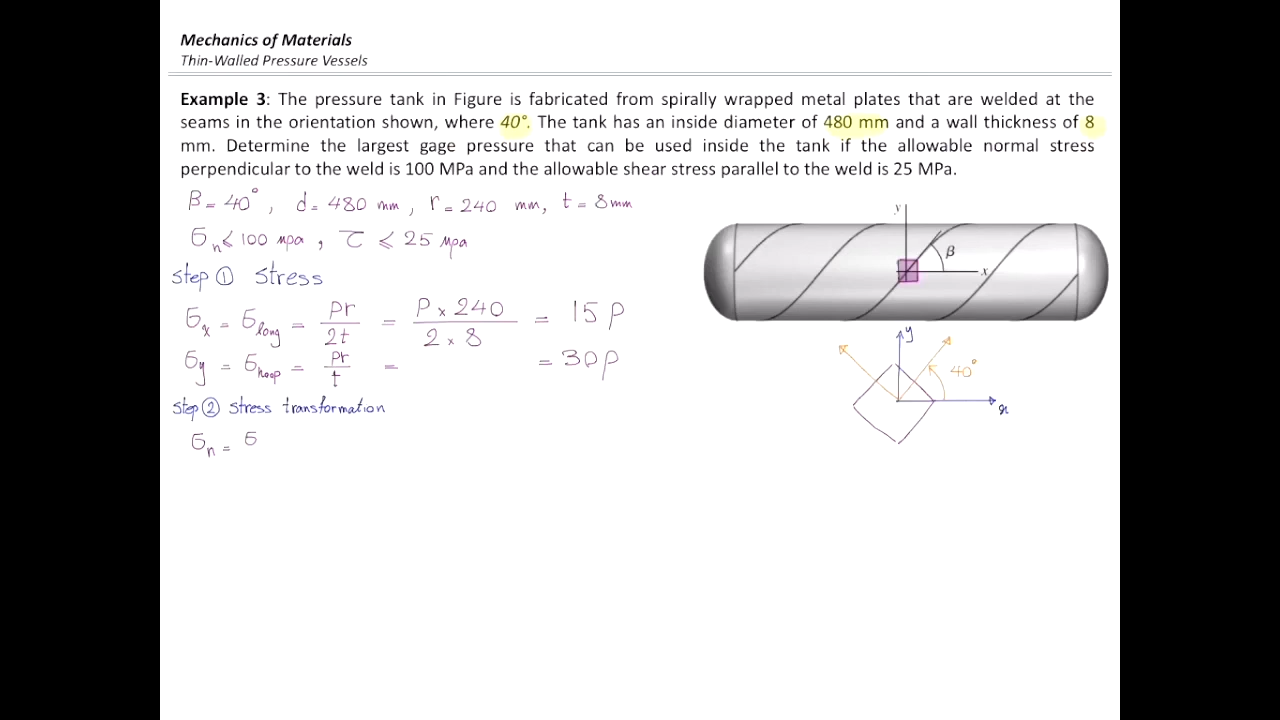 Mechanics of Materials
Thin-Walled Pressure Vessels
Example 3: The pressure tank in Figure is fabricated from spirally wrapped metal plates that are welded at the
seams in the orientation shown, where 40°. The tank has an inside diameter of 480 mm and a wall thickness of 8
mm. Determine the largest gage pressure that can be used inside the tank if the allowable normal stress
perpendicular to the weld is 100 MPa and the allowable shear stress parallel to the weld is 25 MPa.
β = 40°, d = 480 mm, r = 240 mm, t = 8mm
σn ≤ 100 mpa, τ ≤ 25 mpa
Step ① Stress
σx = σlong = Pr / 2t = P × 240 / 2 × 8 = 15 P
σy = σhoop = Pr / t = = 30P
Step ② Stress transformation
σn = σ
y
β
x
y
40°
x